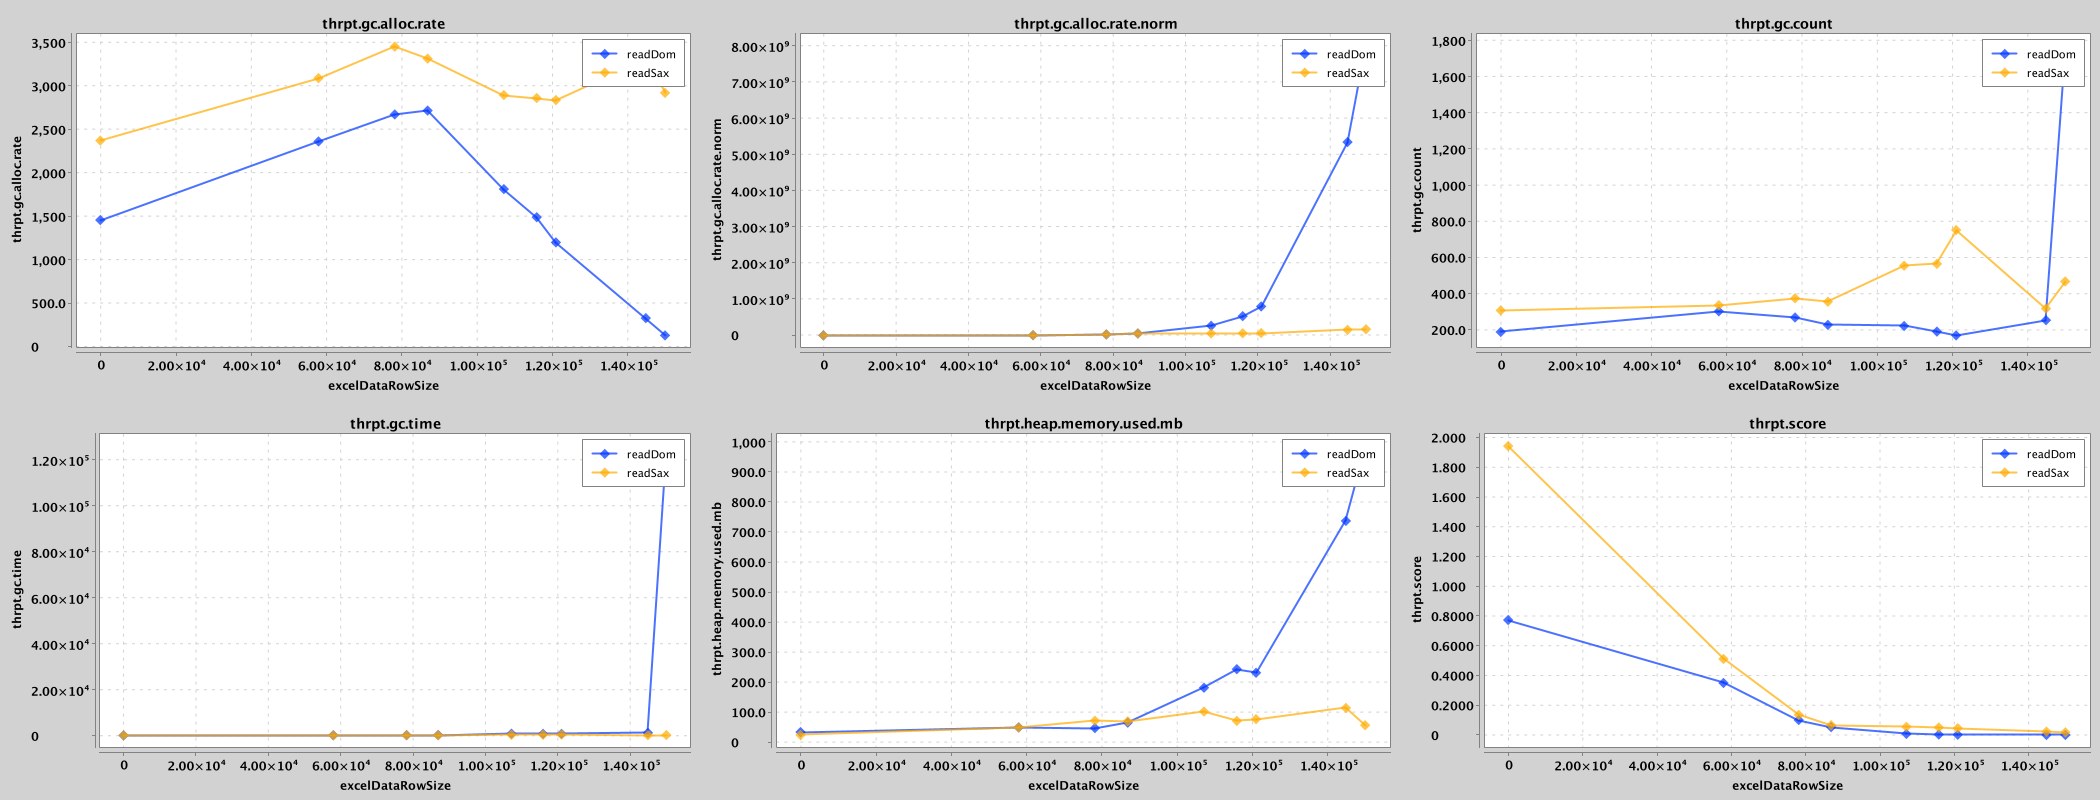 thrpt.gc.alloc.rate
3,500
3,000
2,500
2,000
1,500
1,000
500.0
0
thrpt.gc.alloc.rate
readDom
readSax
0 2.00×10⁴ 4.00×10⁴ 6.00×10⁴ 8.00×10⁴ 1.00×10⁵ 1.20×10⁵ 1.40×10⁵
excelDataRowSize
thrpt.gc.alloc.rate.norm
8.00×10⁹
7.00×10⁹
6.00×10⁹
5.00×10⁹
4.00×10⁹
3.00×10⁹
2.00×10⁹
1.00×10⁹
0
thrpt.gc.alloc.rate.norm
readDom
readSax
0 2.00×10⁴ 4.00×10⁴ 6.00×10⁴ 8.00×10⁴ 1.00×10⁵ 1.20×10⁵ 1.40×10⁵
excelDataRowSize
thrpt.gc.count
1,800
1,600
1,400
1,200
1,000
800.0
600.0
400.0
200.0
thrpt.gc.count
readDom
readSax
0 2.00×10⁴ 4.00×10⁴ 6.00×10⁴ 8.00×10⁴ 1.00×10⁵ 1.20×10⁵ 1.40×10⁵
excelDataRowSize
thrpt.gc.time
1.20×10⁵
1.00×10⁵
8.00×10⁴
6.00×10⁴
4.00×10⁴
2.00×10⁴
0
thrpt.gc.time
readDom
readSax
0 2.00×10⁴ 4.00×10⁴ 6.00×10⁴ 8.00×10⁴ 1.00×10⁵ 1.20×10⁵ 1.40×10⁵
excelDataRowSize
thrpt.heap.memory.used.mb
1,000
900.0
800.0
700.0
600.0
500.0
400.0
300.0
200.0
100.0
0
thrpt.heap.memory.used.mb
readDom
readSax
0 2.00×10⁴ 4.00×10⁴ 6.00×10⁴ 8.00×10⁴ 1.00×10⁵ 1.20×10⁵ 1.40×10⁵
excelDataRowSize
thrpt.score
2.000
1.800
1.600
1.400
1.200
1.000
0.8000
0.6000
0.4000
0.2000
0
thrpt.score
readDom
readSax
0 2.00×10⁴ 4.00×10⁴ 6.00×10⁴ 8.00×10⁴ 1.00×10⁵ 1.20×10⁵ 1.40×10⁵
excelDataRowSize